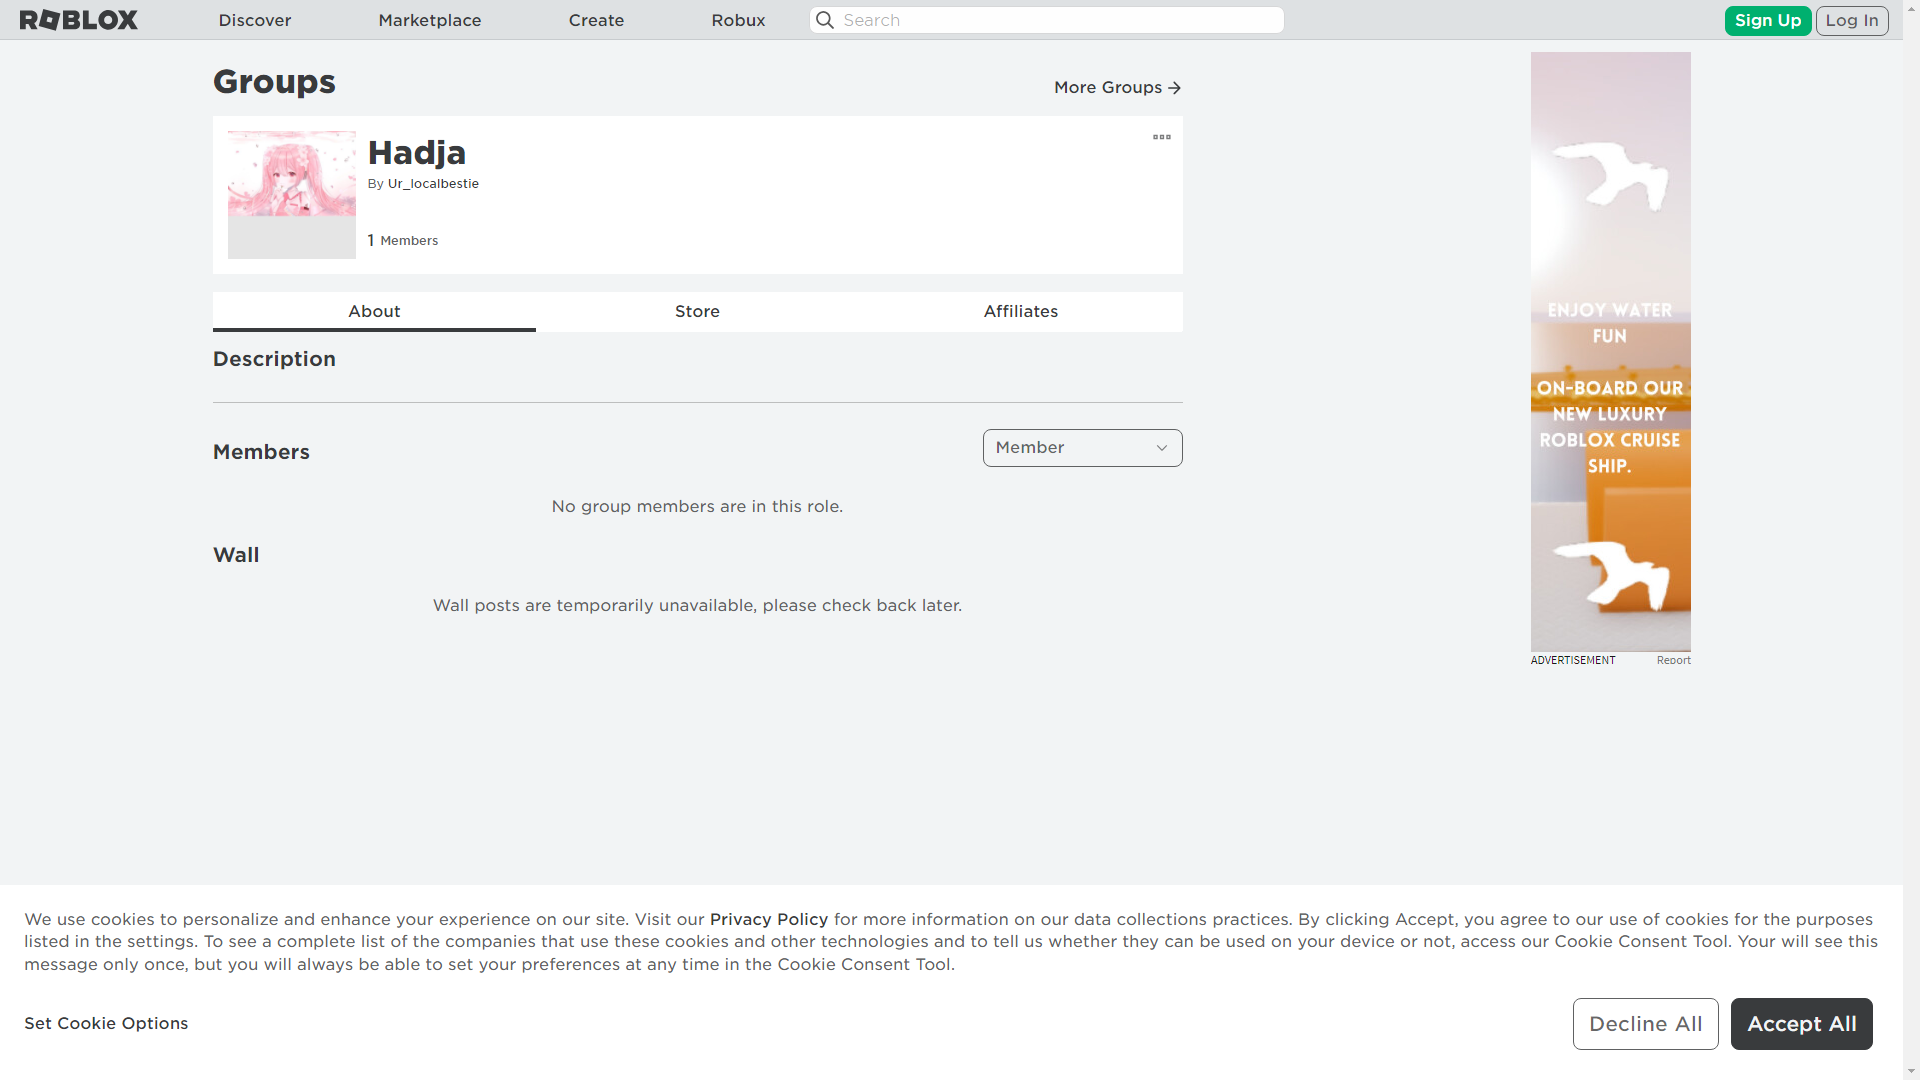 ROBLOX
Discover
Marketplace
Create
Robux
Search
Sign Up
Log In
Groups
More Groups
Hadja
By Ur_localbestie
1 Members
About
Store
Affiliates
Description
Members
Member
No group members are in this role.
Wall
Wall posts are temporarily unavailable, please check back later.
ENJOY WATER
FUN
ON-BOARD OUR
NEW LUXURY
ROBLOX CRUISE
SHIP.
ADVERTISEMENT
Report
We use cookies to personalize and enhance your experience on our site. Visit our Privacy Policy for more information on our data collections practices. By clicking Accept, you agree to our use of cookies for the purposes
listed in the settings. To see a complete list of the companies that use these cookies and other technologies and to tell us whether they can be used on your device or not, access our Cookie Consent Tool. Your will see this
message only once, but you will always be able to set your preferences at any time in the Cookie Consent Tool.
Set Cookie Options
Decline All
Accept All